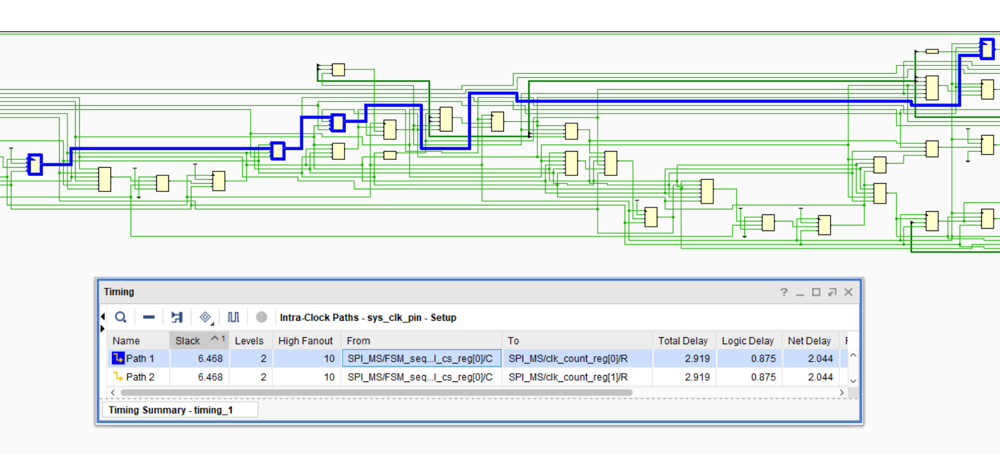 Timing
Intra-Clock Paths - sys_clk_pin - Setup
Name Slack 1 Levels High Fanout From To Total Delay Logic Delay Net Delay
Path 1 6.468 2 10 SPI_MS/FSM_seq...l_cs_reg[0]/C SPI_MS/clk_count_reg[0]/R 2.919 0.875 2.044
Path 2 6.468 2 10 SPI_MS/FSM_seq...l_cs_reg[0]/C SPI_MS/clk_count_reg[1]/R 2.919 0.875 2.044
Timing Summary - timing_1